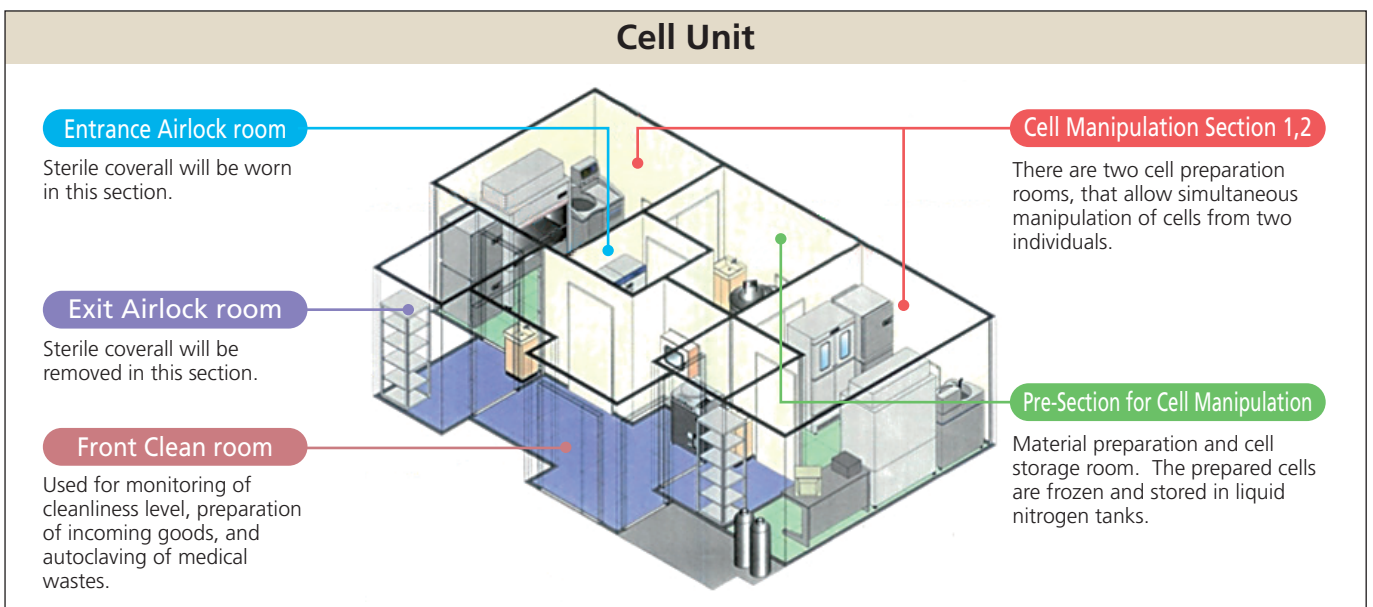 Cell Unit
Entrance Airlock room
Sterile coverall will be worn
in this section.
Exit Airlock room
Sterile coverall will be
removed in this section.
Front Clean room
Used for monitoring of
cleanliness level, preparation
of incoming goods, and
autoclaving of medical
wastes.
Cell Manipulation Section 1,2
There are two cell preparation
rooms, that allow simultaneous
manipulation of cells from two
individuals.
Pre-Section for Cell Manipulation
Material preparation and cell
storage room. The prepared cells
are frozen and stored in liquid
nitrogen tanks.